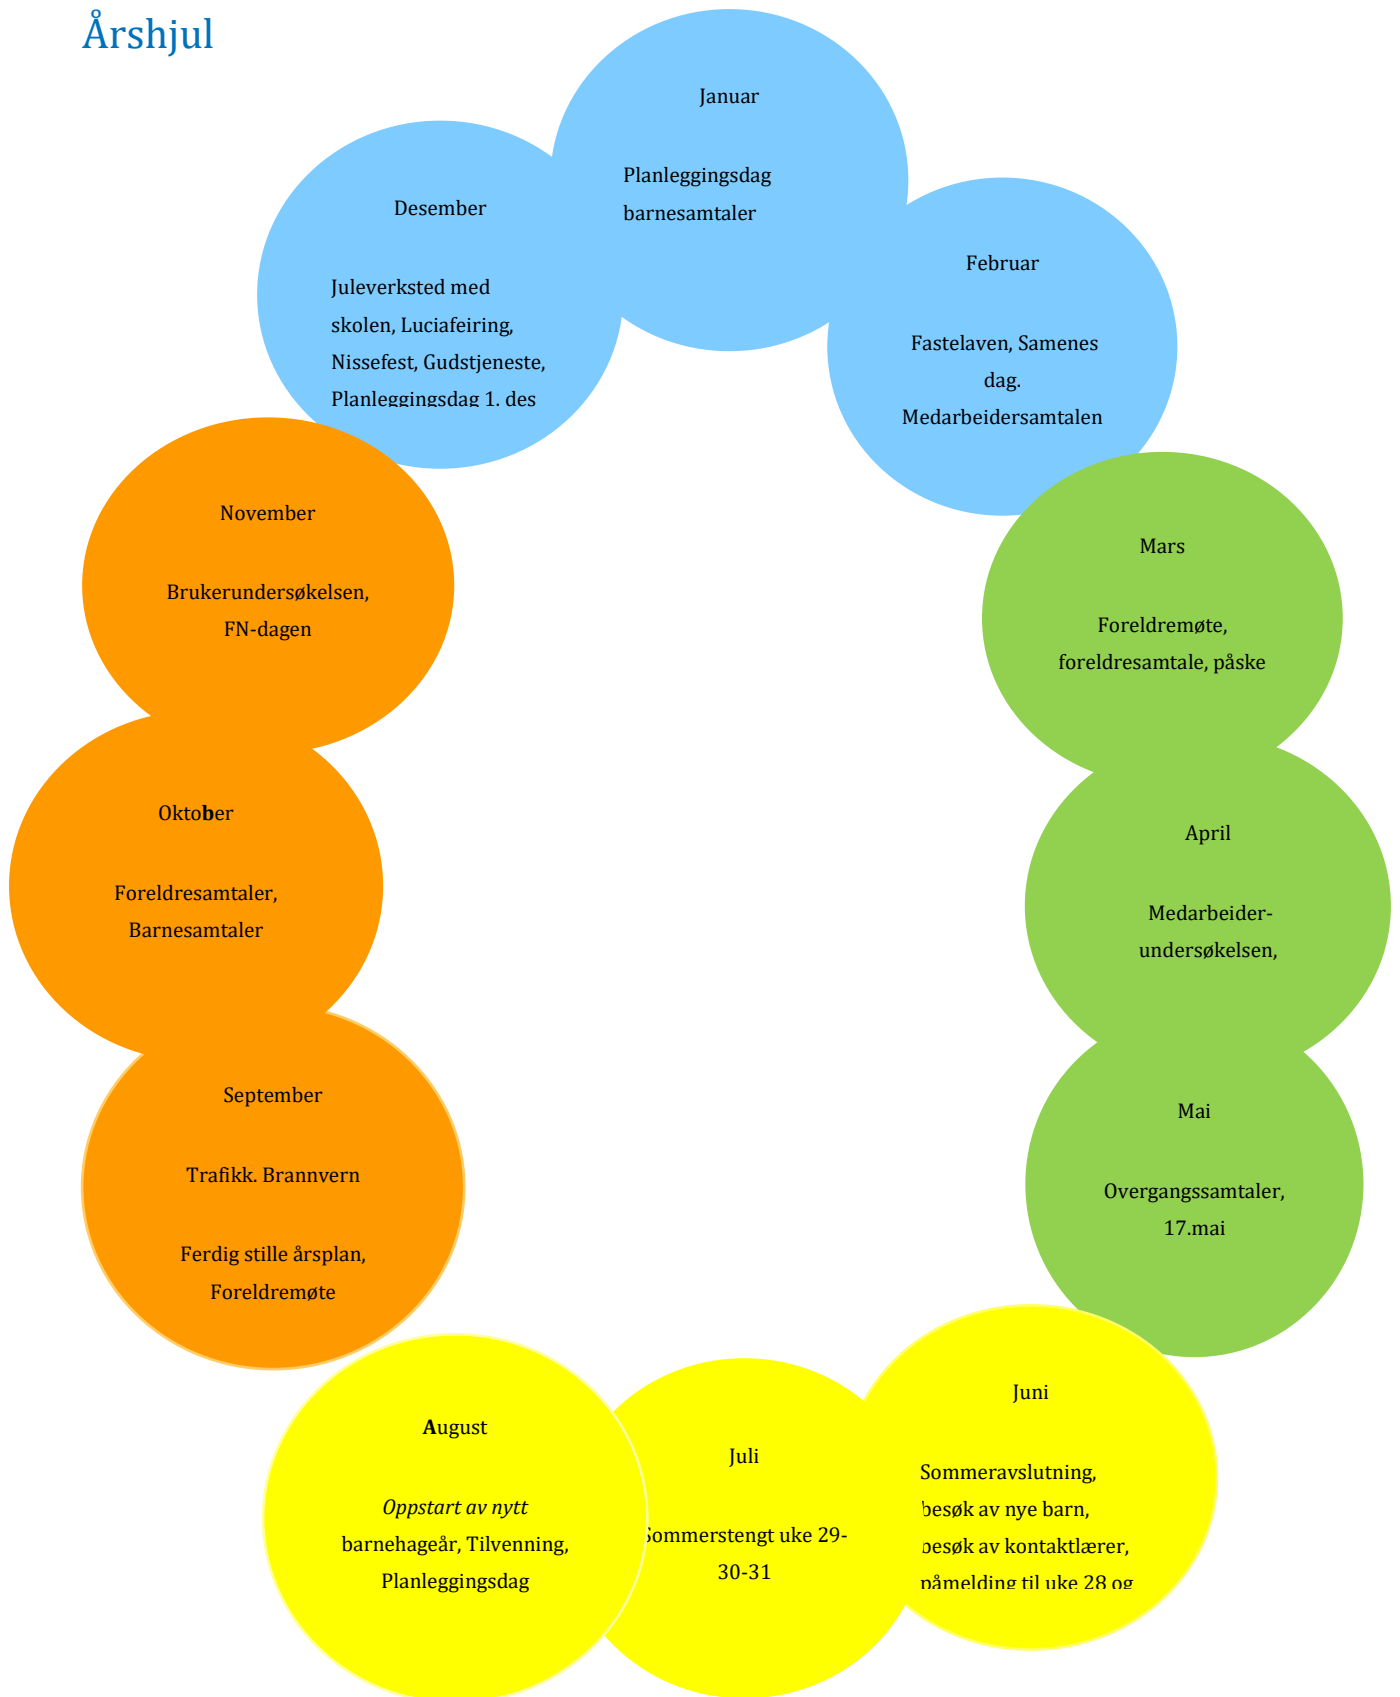 Årshjul
Januar
Planleggingsdag
barnesamtaler
Februar
Fastelaven, Samenes
dag.
Medarbeidersamtalen
Mars
Foreldremøte,
foreldresamtale, påske
April
Medarbeider-
undersøkelsen,
Mai
Overgangssamtaler,
17.mai
Juni
Sommeravslutning,
besøk av nye barn,
besøk av kontaktlærer,
påmelding til uke 28 og
Juli
Sommerstengt uke 29-
30-31
August
Oppstart av nytt
barnehageår, Tilvenning,
Planleggingsdag
September
Trafikk. Brannvern
Ferdig stille årsplan,
Foreldremøte
Oktober
Foreldresamtaler,
Barnesamtaler
November
Brukerundersøkelsen,
FN-dagen
Desember
Juleverksted med
skolen, Luciafeiring,
Nissefest, Gudstjeneste,
Planleggingsdag 1. des